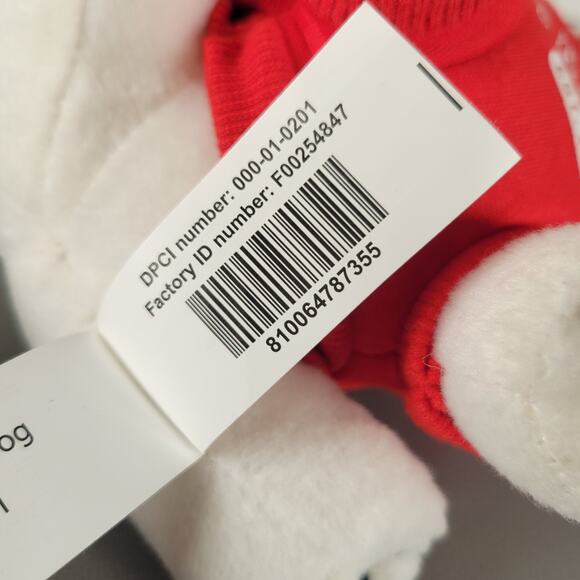 DPCI number: 000-01-0201
Factory ID number: F00254847
810064787355
og